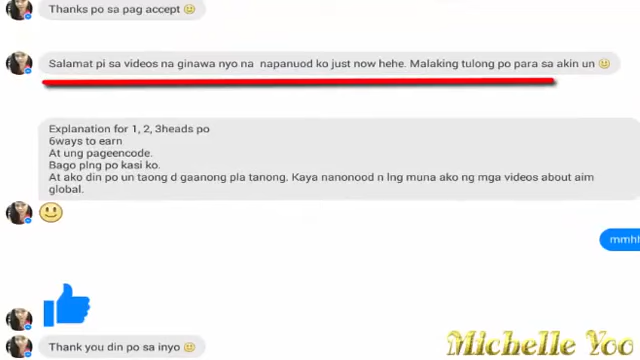 Thanks po sa pag accept
Salamat pi sa videos na ginawa nyo na napanuod ko just now hehe. Malaking tulong po para sa akin un
Explanation for 1, 2, 3heads po
6ways to earn
At ung pageencode.
Bago plng po kasi ko.
At ako din po un taong d gaanong pla tanong. Kaya nanonood n lng muna ako ng mga videos about aim
global.
mmhh
Thank you din po sa inyo
Michelle Yoo